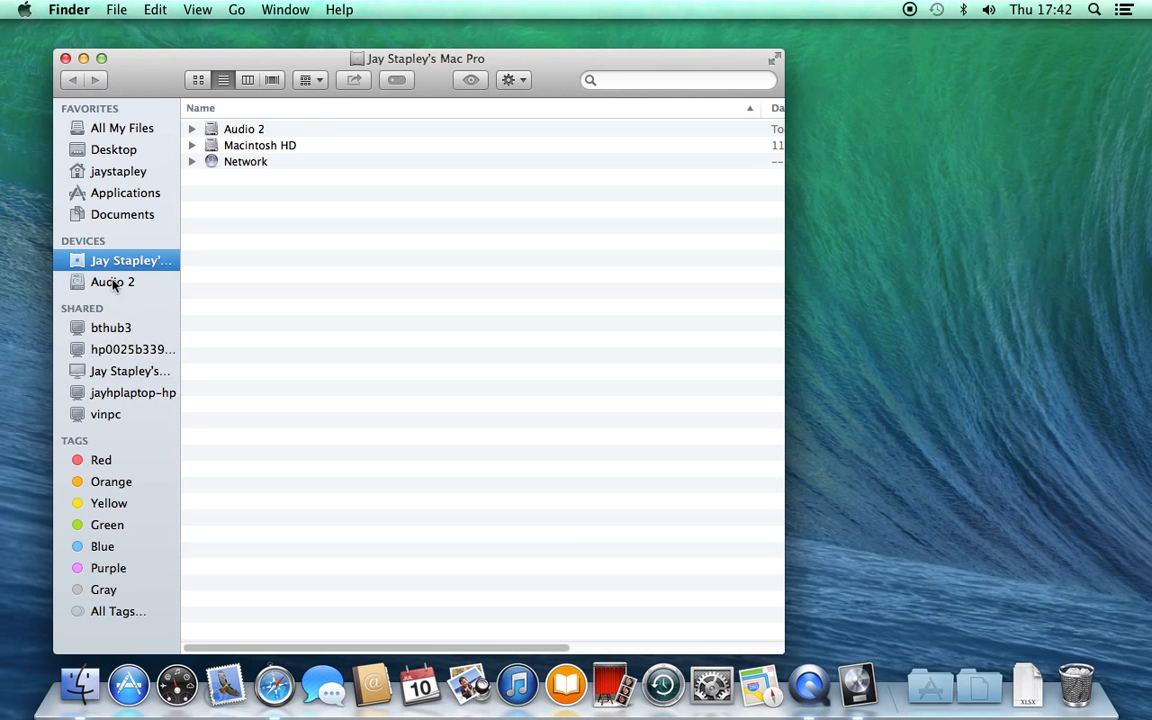 Finder File Edit View Go Window Help Thu 17:42
Jay Stapley's Mac Pro
FAVORITES
All My Files
Desktop
jaystapley
Applications
Documents
DEVICES
Jay Stapley'...
Audio 2
SHARED
bthub3
hp0025b339...
Jay Stapley's...
jayhplaptop-hp
vinpc
TAGS
Red
Orange
Yellow
Green
Blue
Purple
Gray
All Tags...
Name Da
Audio 2 To
Macintosh HD 11
Network --
10
XLSX